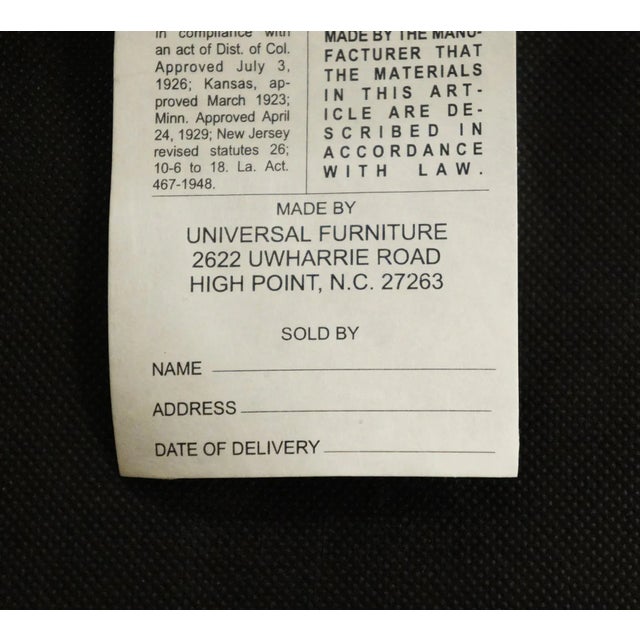 in compliance with
an act of Dist. of Col.
Approved July 3,
1926; Kansas, ap-
proved March 1923;
Minn. Approved April
24, 1929; New Jersey
revised statutes 26;
10-6 to 18. La. Act.
467-1948.
MADE BY THE MANU-
FACTURER THAT
THE MATERIALS
IN THIS ART-
ICLE ARE DE-
SCRIBED IN
ACCORDANCE
WITH LAW.
MADE BY
UNIVERSAL FURNITURE
2622 UWHARRIE ROAD
HIGH POINT, N.C. 27263
SOLD BY
NAME
ADDRESS
DATE OF DELIVERY